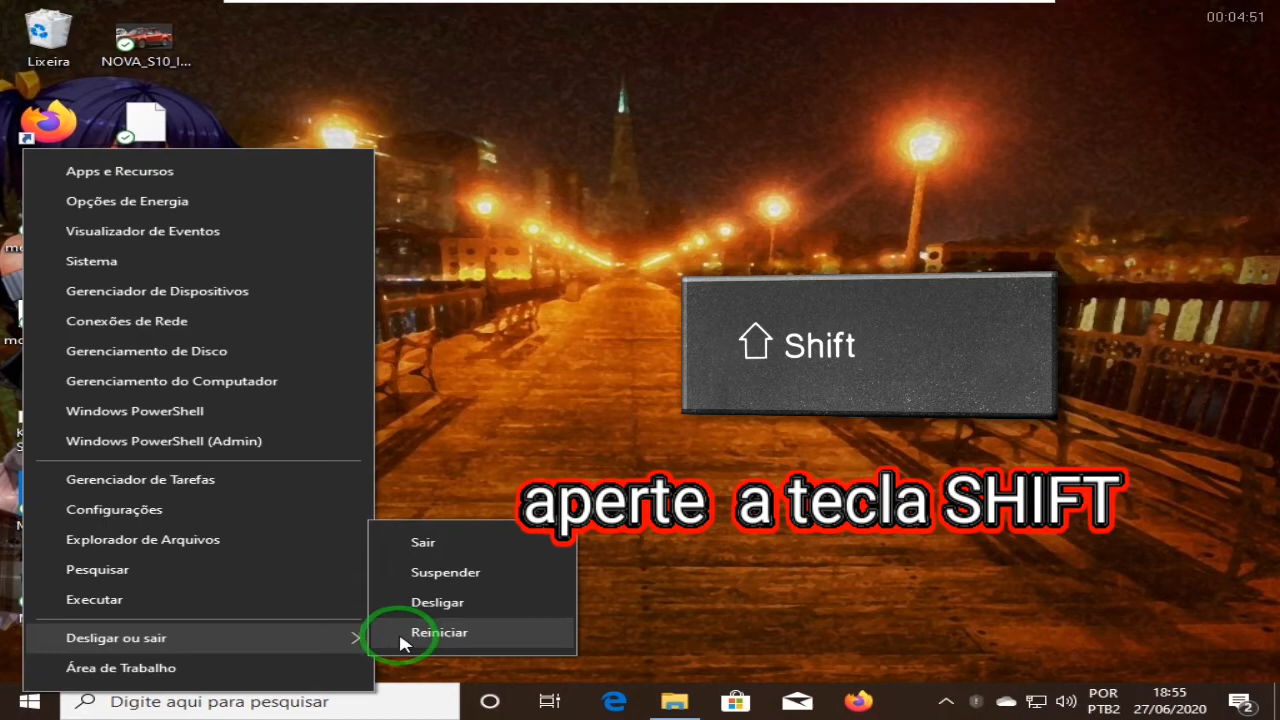 00:04:51
Lixeira
NOVA_S10_I...
Apps e Recursos
Opções de Energia
Visualizador de Eventos
Sistema
Gerenciador de Dispositivos
Conexões de Rede
Gerenciamento de Disco
Gerenciamento do Computador
Windows PowerShell
Windows PowerShell (Admin)
Gerenciador de Tarefas
Configurações
Explorador de Arquivos
Pesquisar
Executar
Desligar ou sair
Área de Trabalho
Sair
Suspender
Desligar
Reiniciar
Shift
aperte a tecla SHIFT
Digite aqui para pesquisar
POR
PTB2
18:55
27/06/2020
2